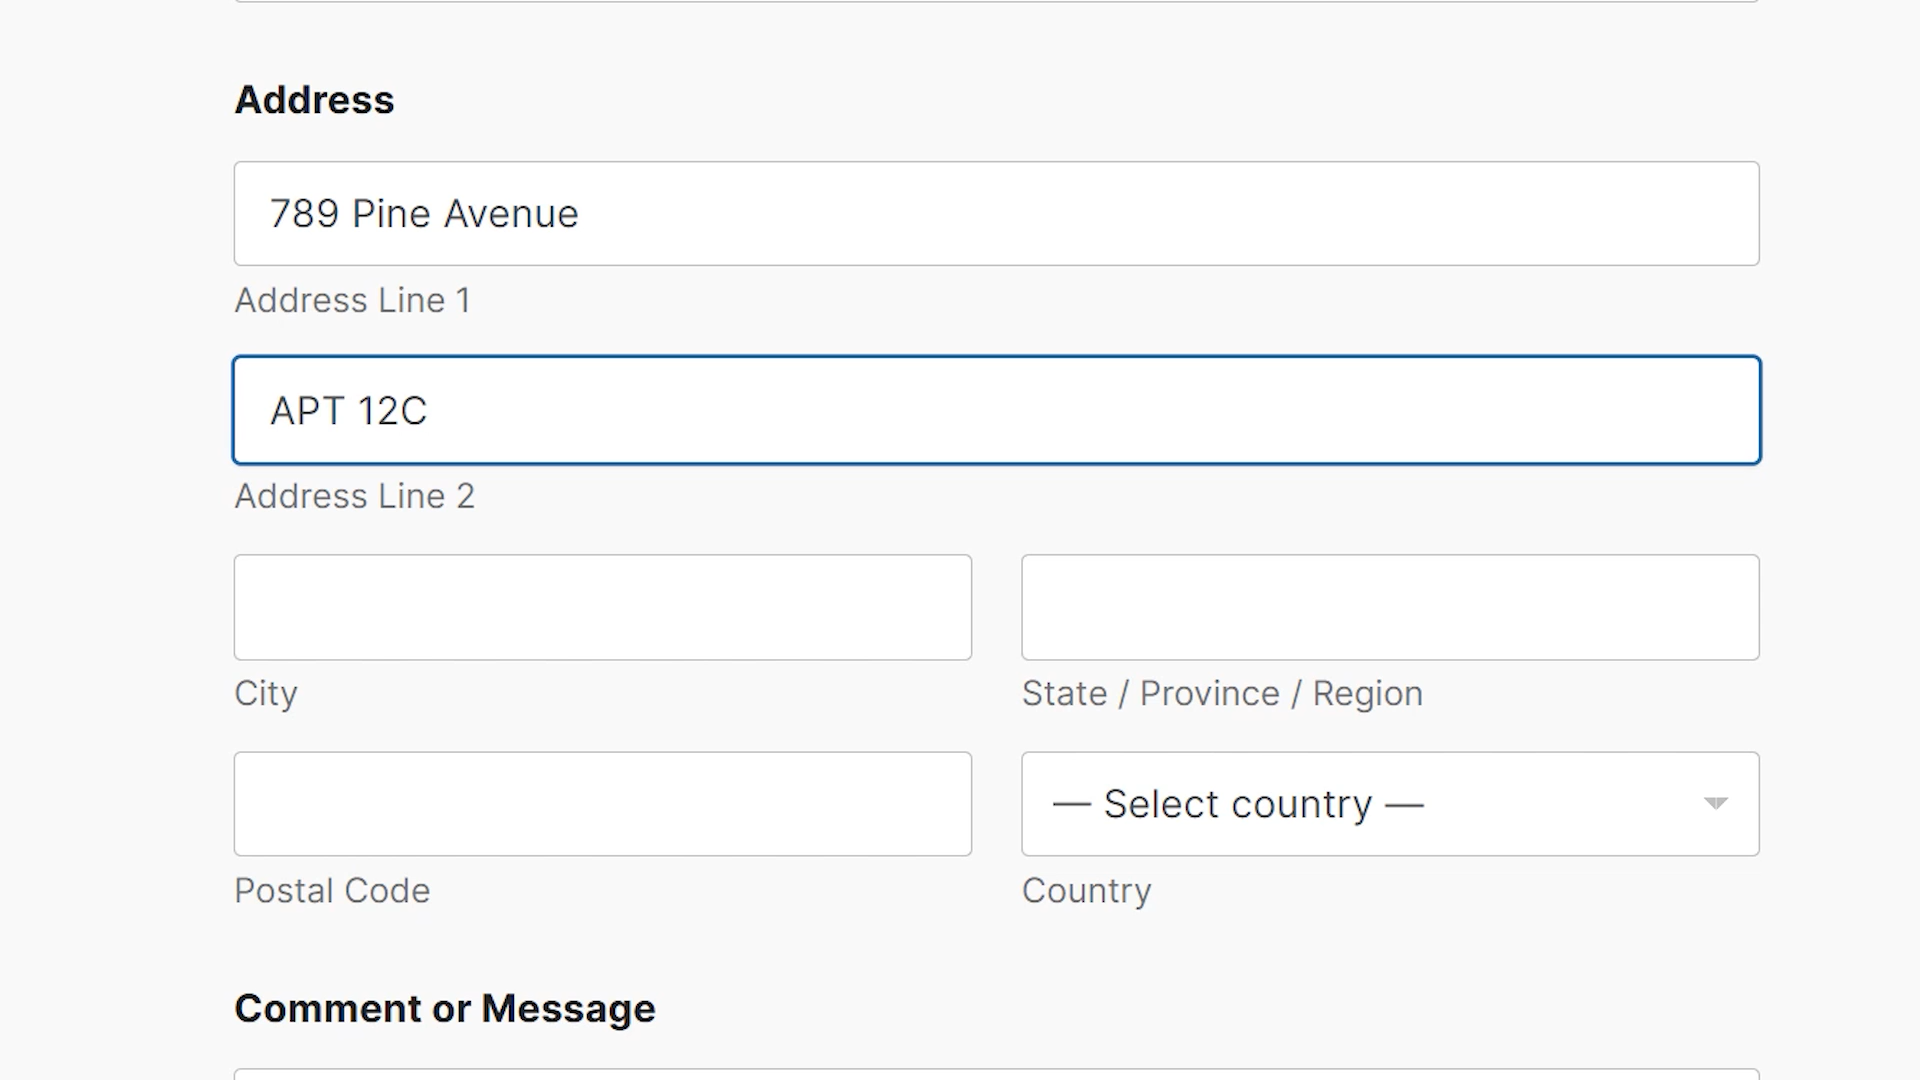 Address
789 Pine Avenue
Address Line 1
APT 12C
Address Line 2
City
State / Province / Region
— Select country —
Postal Code
Country
Comment or Message